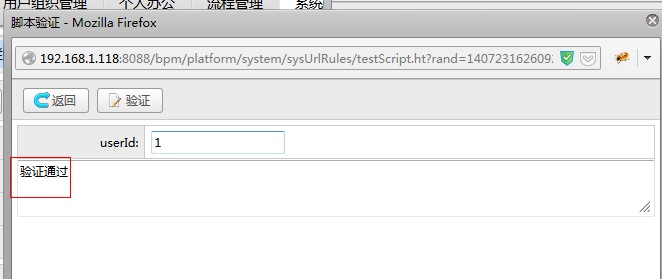 用户组织管理 个人办公 流程管理 系统
脚本验证 - Mozilla Firefox
192.168.1.118:8088/bpm/platform/system/sysUrlRules/testScript.ht?rand=140723162609
返回 验证
userId: 1
验证通过